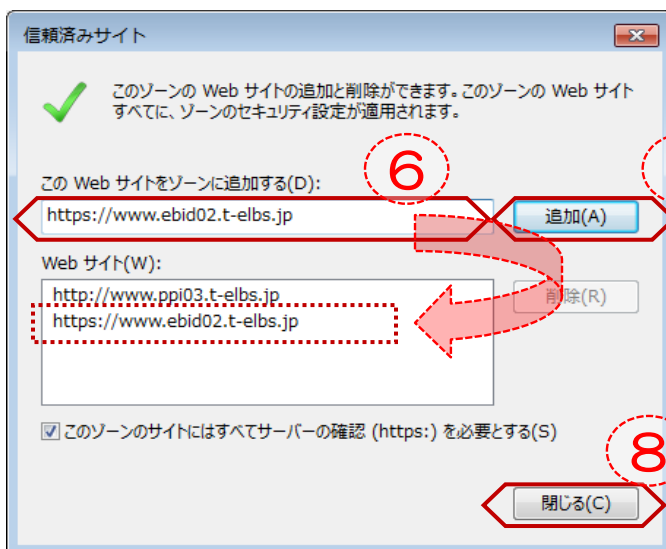 信頼済みサイト
このゾーンの Web サイトの追加と削除ができます。このゾーンの Web サイト
すべてに、ゾーンのセキュリティ設定が適用されます。
6
この Web サイトをゾーンに追加する(D):
https://www.ebid02.t-elbs.jp
追加(A)
Web サイト(W):
http://www.ppi03.t-elbs.jp
https://www.ebid02.t-elbs.jp
削除(R)
このゾーンのサイトにはすべてサーバーの確認 (https:) を必要とする(S)
8
閉じる(C)